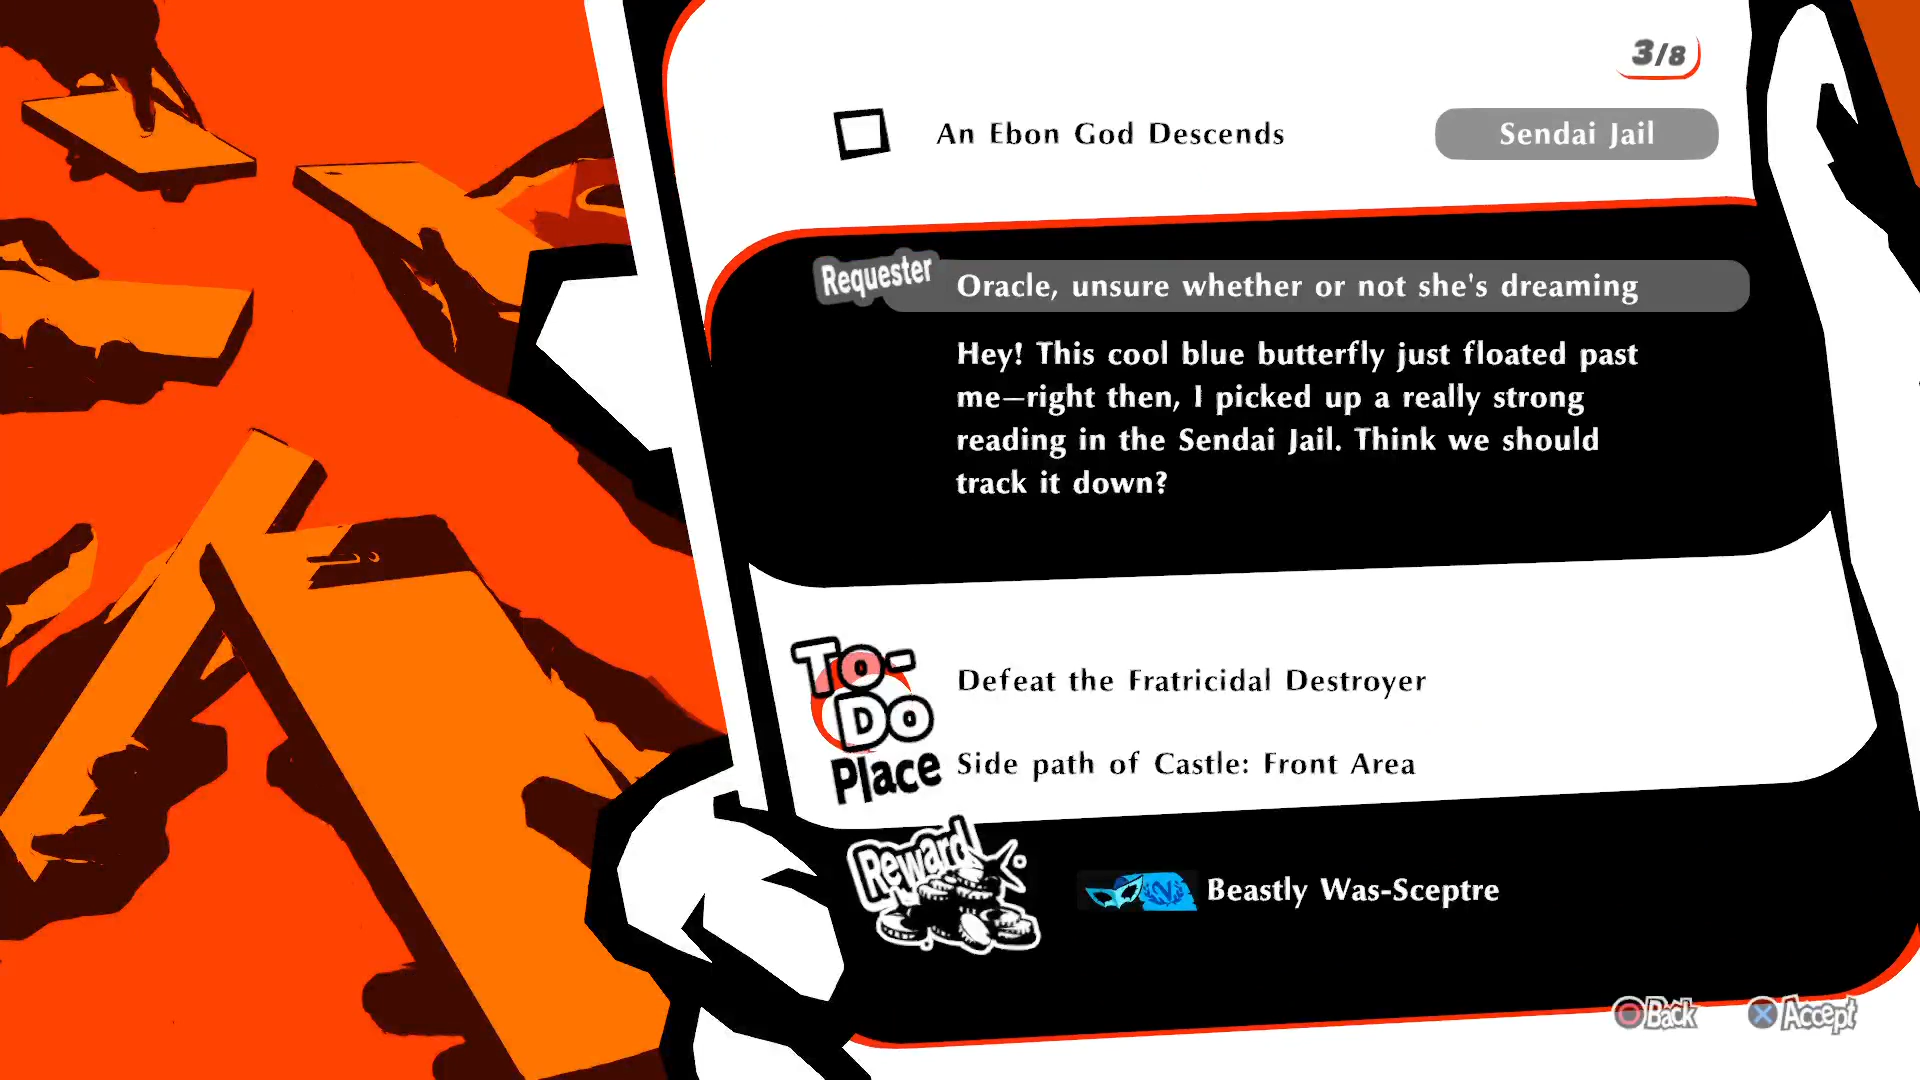 3/8
An Ebon God Descends
Sendai Jail
Requester
Oracle, unsure whether or not she's dreaming
Hey! This cool blue butterfly just floated past
me—right then, I picked up a really strong
reading in the Sendai Jail. Think we should
track it down?
To-
Do
Defeat the Fratricidal Destroyer
Place
Side path of Castle: Front Area
Reward
Beastly Was-Sceptre
Back
Accept